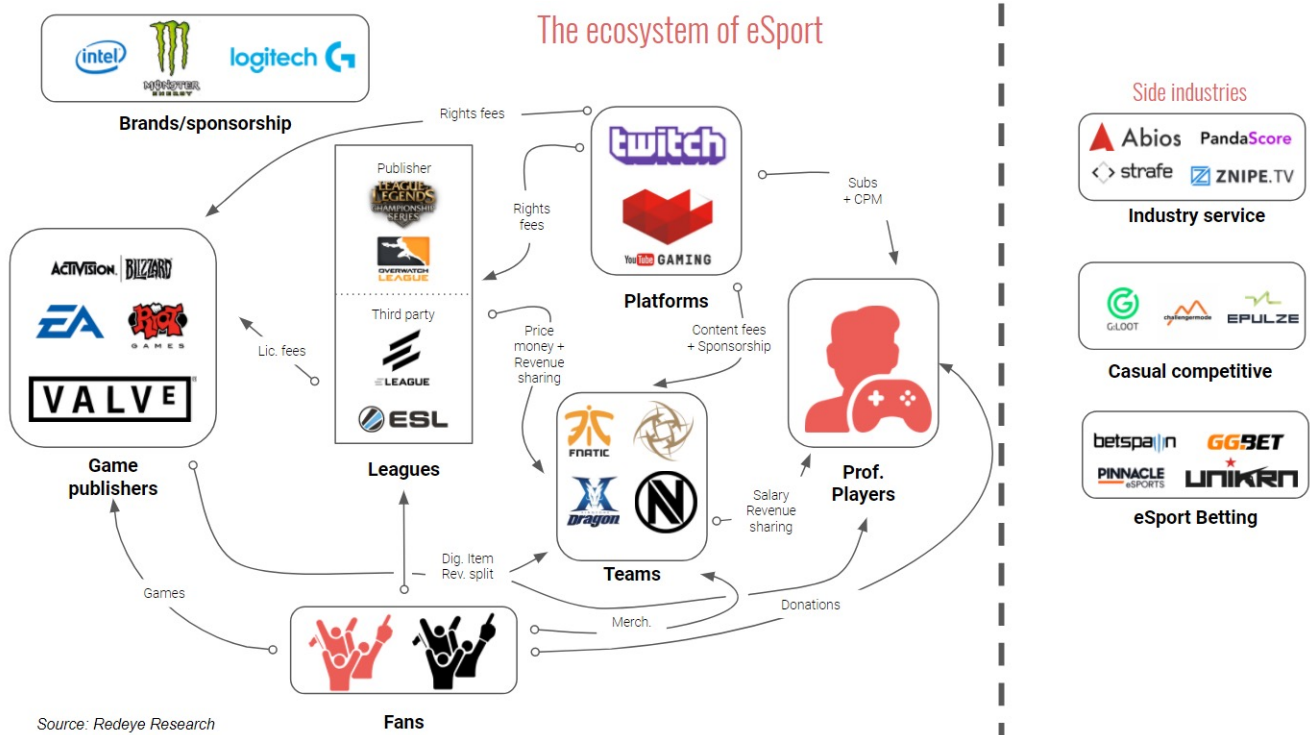 The ecosystem of eSport
intel
MONSTER
ENERGY
logitech G
Brands/sponsorship
Rights fees
twitch
YouTube GAMING
Platforms
Publisher
LEAGUE
LEGENDS
CHAMPIONSHIP
SERIES
OVERWATCH
LEAGUE
Third party
ELEAGUE
ESL
Leagues
Rights
fees
Subs
+ CPM
ACTIVISION BLIZZARD
EA
RIOT
GAMES
VALVE
Game
publishers
Lic. fees
Price
money +
Revenue
sharing
Content fees
+ Sponsorship
FNATIC
Dragon
Teams
Prof.
Players
Salary
Revenue
sharing
Dig. Item
Rev. split
Games
Merch.
Donations
Fans
Source: Redeye Research
Side industries
Abios
PandaScore
strafe
ZNIPE.TV
Industry service
G:LOOT
challengermode
EPULZE
Casual competitive
betspawn
GG.BET
PINNACLE
eSPORTS
UNIKRN
eSport Betting